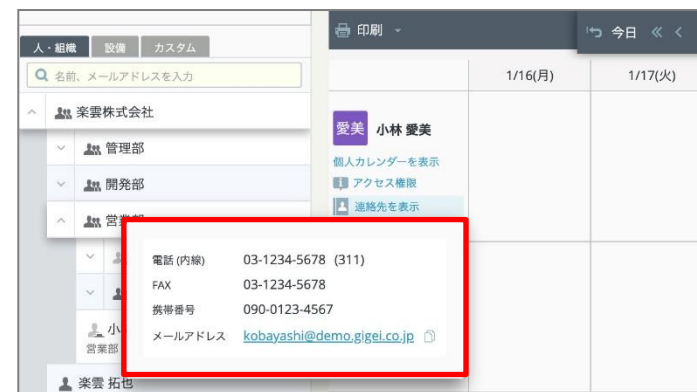 人・組織 設備 カスタム
名前、メールアドレスを入力
楽雲株式会社
管理部
開発部
営業部
小
営業部
楽雲 拓也
印刷
今日
1/16(月) 1/17(火)
愛美 小林 愛美
個人カレンダーを表示
アクセス権限
連絡先を表示
電話 (内線) 03-1234-5678 (311)
FAX 03-1234-5678
携帯番号 090-0123-4567
メールアドレス kobayashi@demo.gigei.co.jp